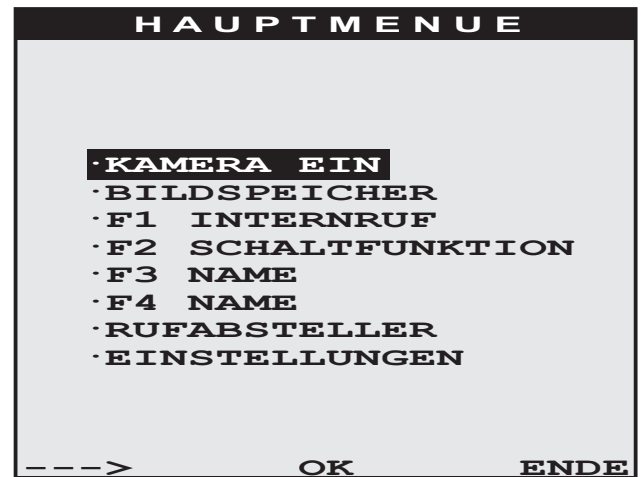 HAUPTMENUE
·KAMERA EIN
·BILDSPEICHER
·F1 INTERNRUF
·F2 SCHALTFUNKTION
·F3 NAME
·F4 NAME
·RUFABSTELLER
·EINSTELLUNGEN
---> OK ENDE